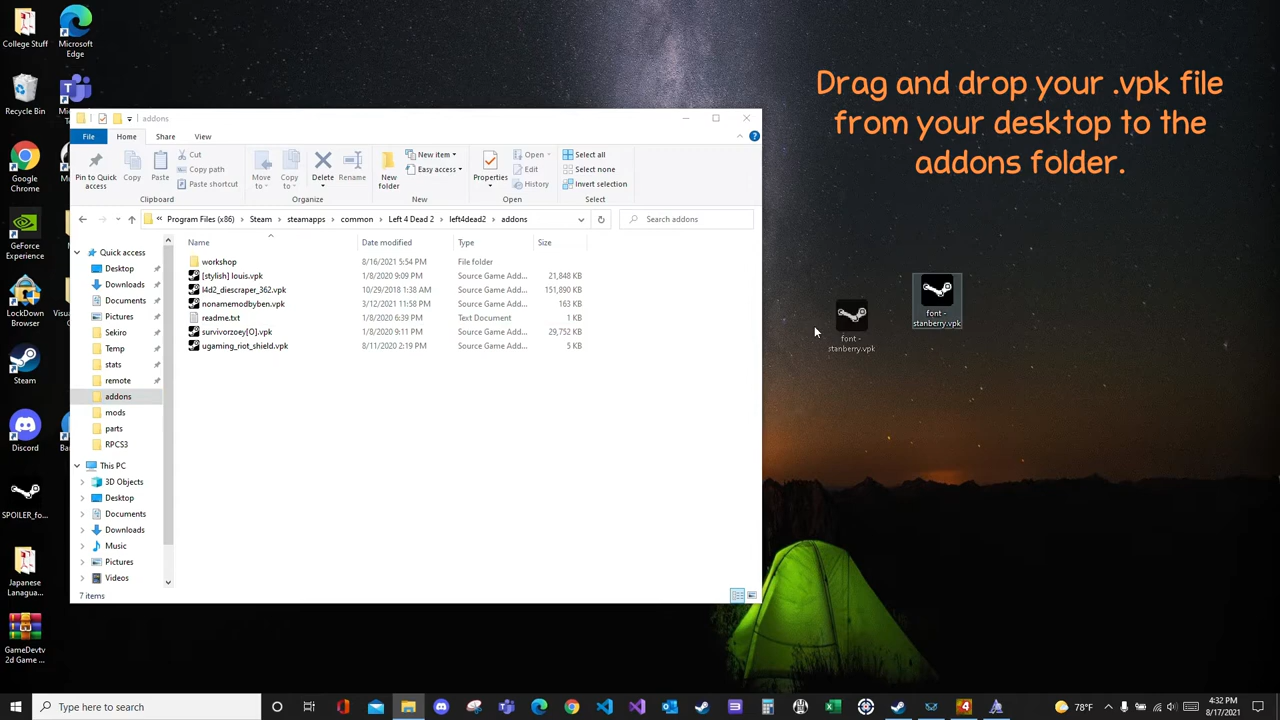 College Stuff
Microsoft
Edge
Recycle Bin
Google
Chrome
GeForce
Experience
LockDown
Browser
Steam
Discord
SPOILER_fo...
Japanese
Lanagua...
GameDevtv
2d Game...
Drag and drop your .vpk file
from your desktop to the
addons folder.
addons
File
Home
Share
View
Pin to Quick
access
Copy
Paste
Cut
Copy path
Paste shortcut
Clipboard
Move
to
Copy
to
Delete
Rename
Organize
New
folder
New item
Easy access
New
Properties
Open
Edit
History
Open
Select all
Select none
Invert selection
Select
« Program Files (x86) › Steam › steamapps › common › Left 4 Dead 2 › left4dead2 › addons
Search addons
Name Date modified Type Size
workshop 8/16/2021 5:54 PM File folder
[stylish] louis.vpk 1/8/2020 9:09 PM Source Game Add... 21,848 KB
l4d2_diescraper_362.vpk 10/29/2018 1:38 AM Source Game Add... 151,890 KB
nonamemodbyben.vpk 3/12/2021 11:58 PM Source Game Add... 163 KB
readme.txt 1/8/2020 6:39 PM Text Document 1 KB
survivorzoey[O].vpk 1/8/2020 9:11 PM Source Game Add... 29,752 KB
ugaming_riot_shield.vpk 8/11/2020 2:19 PM Source Game Add... 5 KB
Quick access
Desktop
Downloads
Documents
Pictures
Sekiro
Temp
stats
remote
addons
mods
parts
RPCS3
This PC
3D Objects
Desktop
Documents
Downloads
Music
Pictures
Videos
7 items
font -
stanberry.vpk
font -
stanberry.vpk
Type here to search
78°F
4:32 PM
8/17/2021